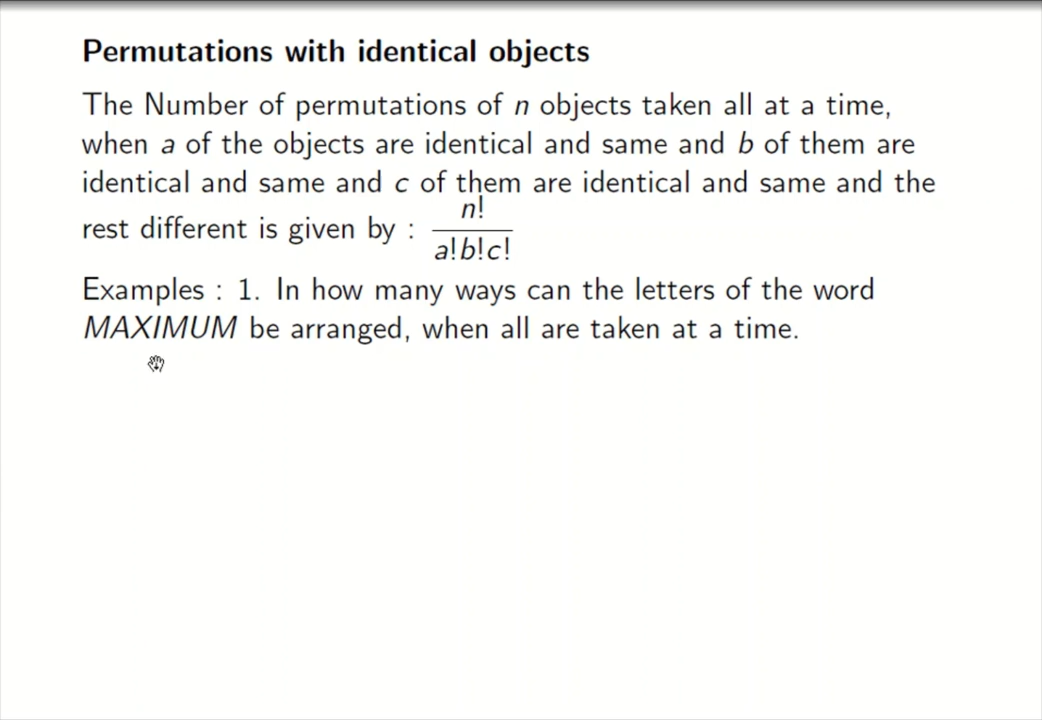 Permutations with identical objects
The Number of permutations of n objects taken all at a time,
when a of the objects are identical and same and b of them are
identical and same and c of them are identical and same and the
rest different is given by : n!/a!b!c!
Examples : 1. In how many ways can the letters of the word
MAXIMUM be arranged, when all are taken at a time.